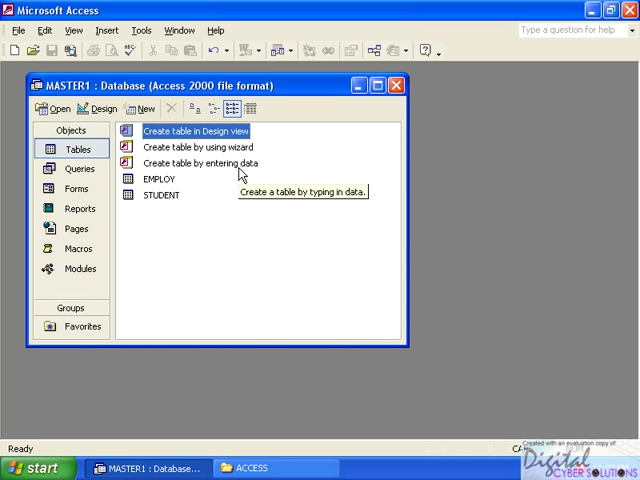 Microsoft Access
File Edit View Insert Tools Window Help
Type a question for help
MASTER1 : Database (Access 2000 file format)
Open Design New
Objects
Tables
Queries
Forms
Reports
Pages
Macros
Modules
Groups
Favorites
Create table in Design view
Create table by using wizard
Create table by entering data
EMPLOY
STUDENT
Create a table by typing in data.
Ready
Created with an evaluation copy of
Digital
CYBER SOLUTIONS
start
MASTER1 : Database...
ACCESS